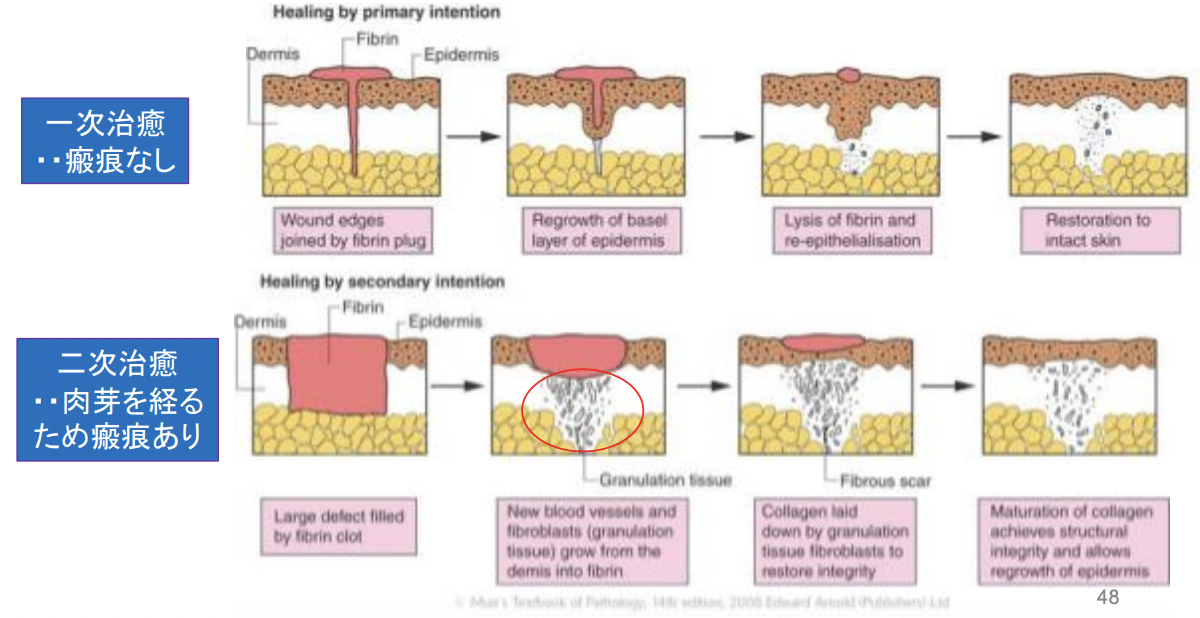 Healing by primary intention
Fibrin
Dermis
Epidermis
一次治癒
‥瘢痕なし
Wound edges
joined by fibrin plug
Regrowth of basel
layer of epidermis
Lysis of fibrin and
re-epithelialisation
Restoration to
intact skin
Healing by secondary intention
Fibrin
Dermis
Epidermis
二次治癒
‥肉芽を経る
ため瘢痕あり
Granulation tissue
Fibrous scar
Large defect filled
by fibrin clot
New blood vessels and
fibroblasts (granulation
tissue) grow from the
demis into fibrin
Collagen laid
down by granulation
tissue fibroblasts to
restore integrity
Maturation of collagen
achieves structural
integrity and allows
regrowth of epidermis
© Muir's Textbook of Pathology, 14th edition, 2008 Edward Arnold (Publishers) Ltd
48